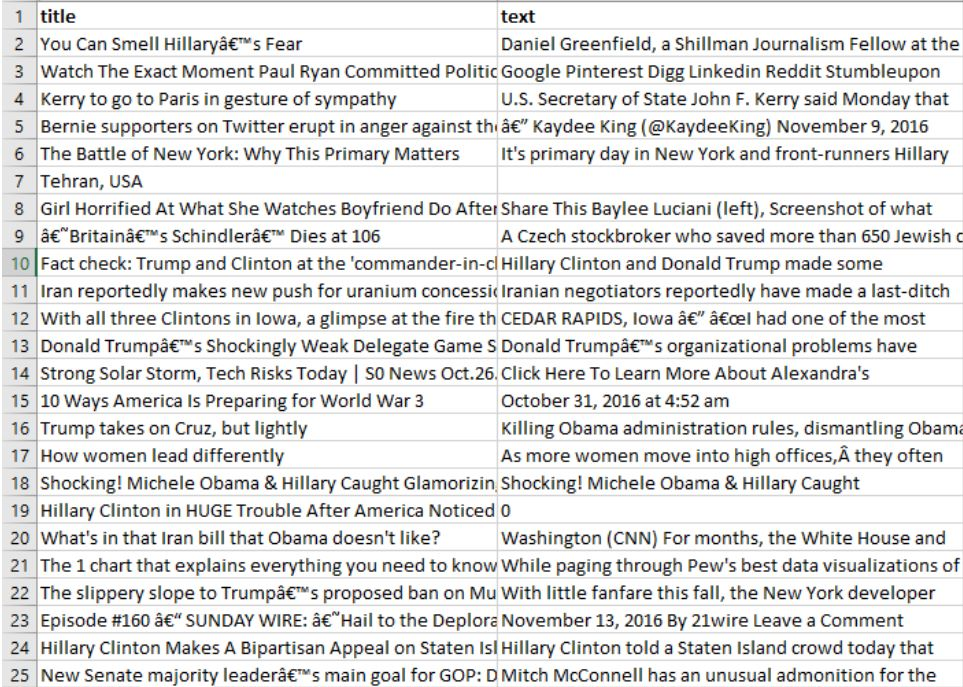 1 title text
2 You Can Smell Hillaryâ€™s Fear Daniel Greenfield, a Shillman Journalism Fellow at the
3 Watch The Exact Moment Paul Ryan Committed Politic Google Pinterest Digg Linkedin Reddit Stumbleupon
4 Kerry to go to Paris in gesture of sympathy U.S. Secretary of State John F. Kerry said Monday that
5 Bernie supporters on Twitter erupt in anger against the â€” Kaydee King (@KaydeeKing) November 9, 2016
6 The Battle of New York: Why This Primary Matters It's primary day in New York and front-runners Hillary
7 Tehran, USA
8 Girl Horrified At What She Watches Boyfriend Do After Share This Baylee Luciani (left), Screenshot of what
9 â€˜Britainâ€™s Schindlerâ€™ Dies at 106 A Czech stockbroker who saved more than 650 Jewish c
10 Fact check: Trump and Clinton at the 'commander-in-cl Hillary Clinton and Donald Trump made some
11 Iran reportedly makes new push for uranium concessio Iranian negotiators reportedly have made a last-ditch
12 With all three Clintons in Iowa, a glimpse at the fire th CEDAR RAPIDS, Iowa â€” â€œI had one of the most
13 Donald Trumpâ€™s Shockingly Weak Delegate Game S Donald Trumpâ€™s organizational problems have
14 Strong Solar Storm, Tech Risks Today | S0 News Oct.26. Click Here To Learn More About Alexandra's
15 10 Ways America Is Preparing for World War 3 October 31, 2016 at 4:52 am
16 Trump takes on Cruz, but lightly Killing Obama administration rules, dismantling Obama
17 How women lead differently As more women move into high offices,Â they often
18 Shocking! Michele Obama & Hillary Caught Glamorizin Shocking! Michele Obama & Hillary Caught
19 Hillary Clinton in HUGE Trouble After America Noticed 0
20 What's in that Iran bill that Obama doesn't like? Washington (CNN) For months, the White House and
21 The 1 chart that explains everything you need to know While paging through Pew's best data visualizations of
22 The slippery slope to Trumpâ€™s proposed ban on Mu With little fanfare this fall, the New York developer
23 Episode #160 â€“ SUNDAY WIRE: â€˜Hail to the Deplora November 13, 2016 By 21wire Leave a Comment
24 Hillary Clinton Makes A Bipartisan Appeal on Staten Isl Hillary Clinton told a Staten Island crowd today that
25 New Senate majority leaderâ€™s main goal for GOP: D Mitch McConnell has an unusual admonition for the